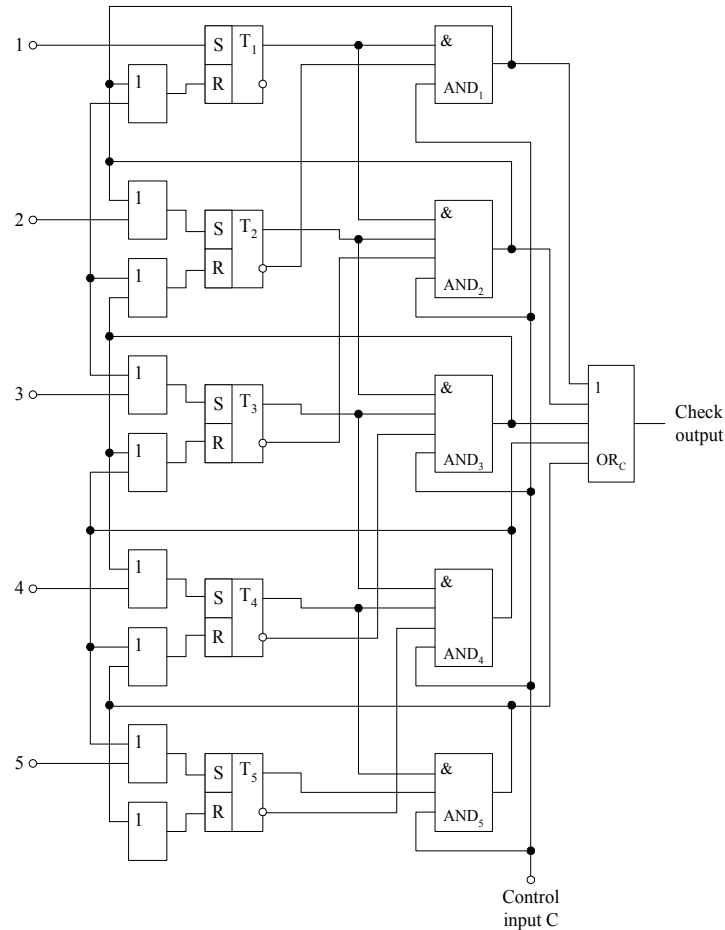 1
S
T₁
&
1
R
AND₁
1
&
2
S
T₂
1
R
AND₂
1
&
1
3
S
T₃
Check
output
1
R
AND₃
OR_C
1
&
4
S
T₄
1
R
AND₄
1
&
5
S
T₅
1
R
AND₅
Control
input C